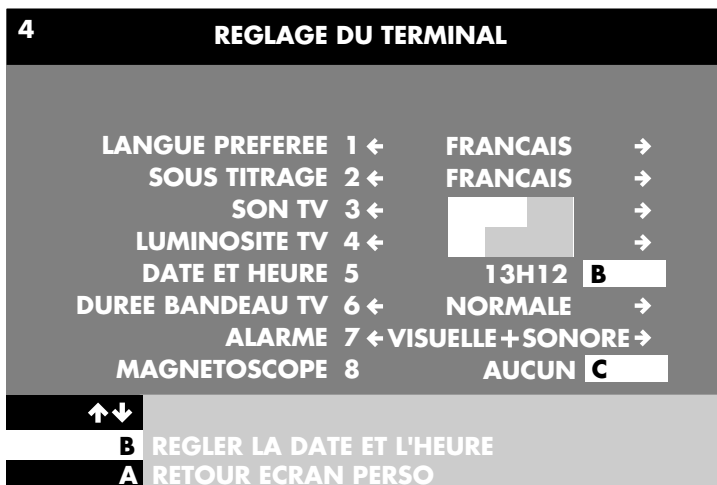 4 REGLAGE DU TERMINAL
LANGUE PREFEREE 1 ← FRANCAIS →
SOUS TITRAGE 2 ← FRANCAIS →
SON TV 3 ← →
LUMINOSITE TV 4 ← →
DATE ET HEURE 5 13H12 B
DUREE BANDEAU TV 6 ← NORMALE →
ALARME 7 ← VISUELLE+SONORE →
MAGNETOSCOPE 8 AUCUN C
↑↓
B REGLER LA DATE ET L'HEURE
A RETOUR ECRAN PERSO